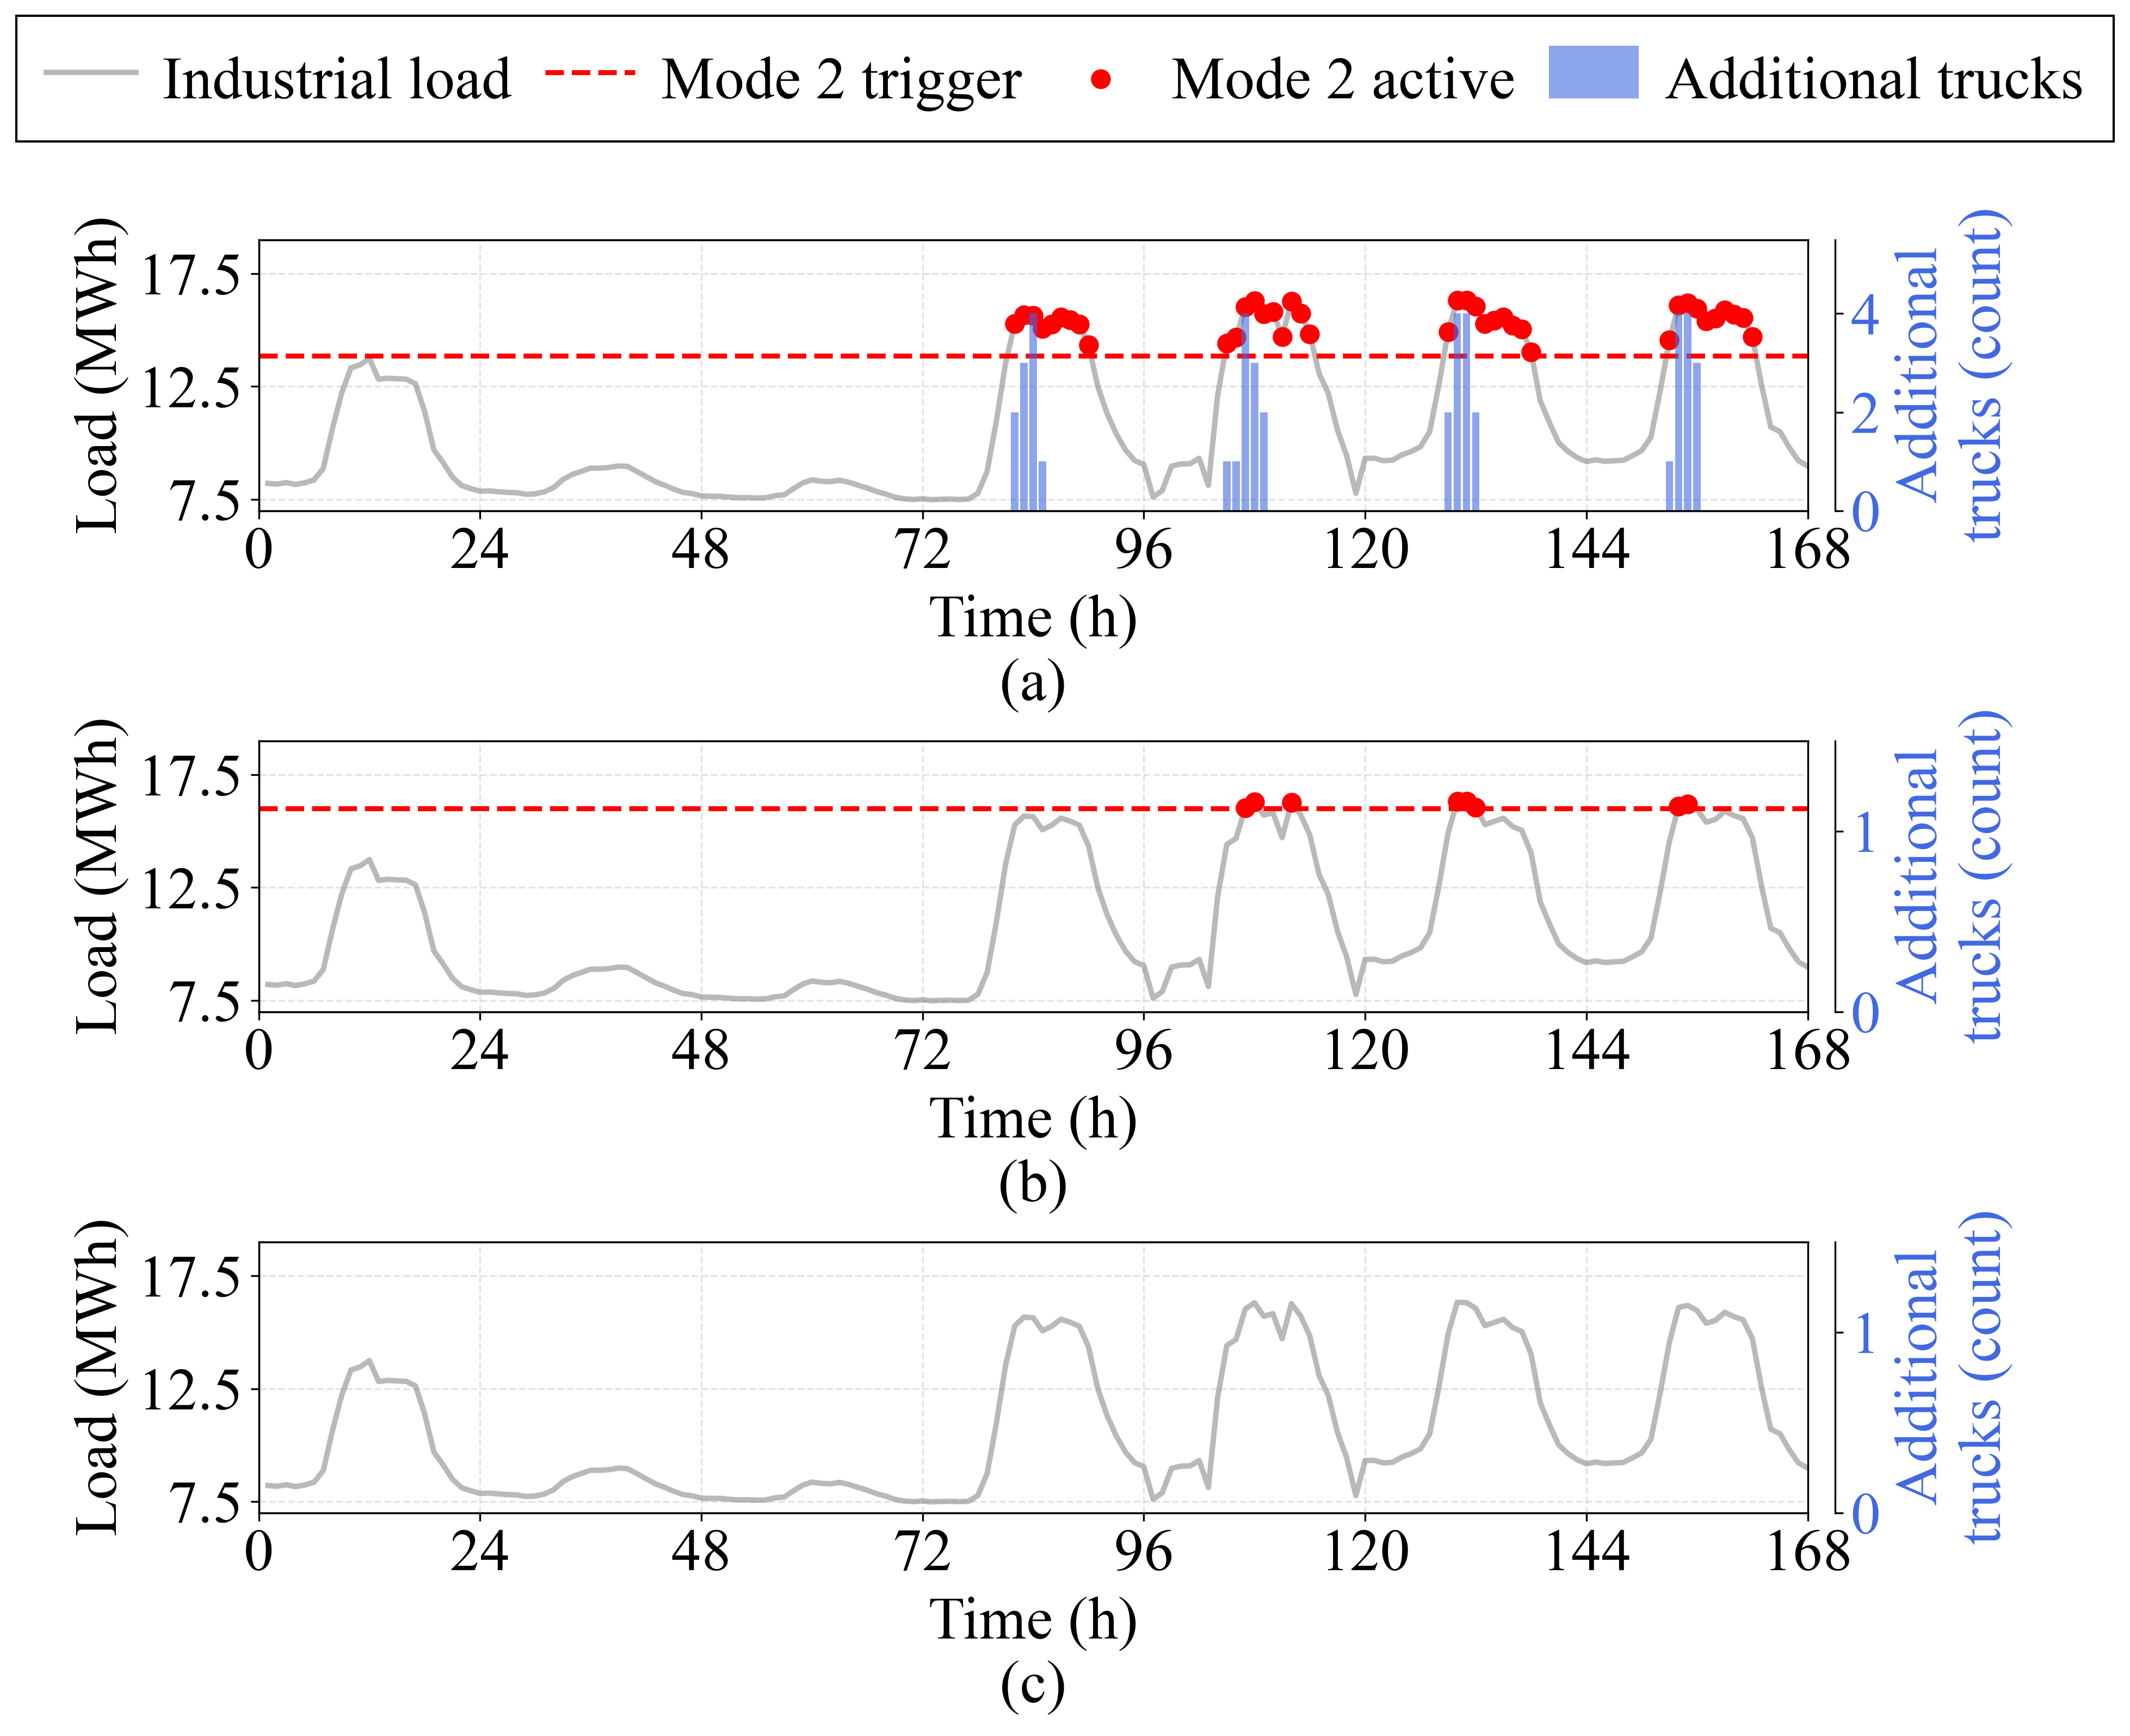 Industrial load
Mode 2 trigger
Mode 2 active
Additional trucks
Load (MWh)
17.5
12.5
7.5
0
24
48
72
96
120
144
168
Time (h)
4
2
0
Additional
trucks (count)
(a)
Load (MWh)
17.5
12.5
7.5
0
24
48
72
96
120
144
168
Time (h)
1
0
Additional
trucks (count)
(b)
Load (MWh)
17.5
12.5
7.5
0
24
48
72
96
120
144
168
Time (h)
1
0
Additional
trucks (count)
(c)